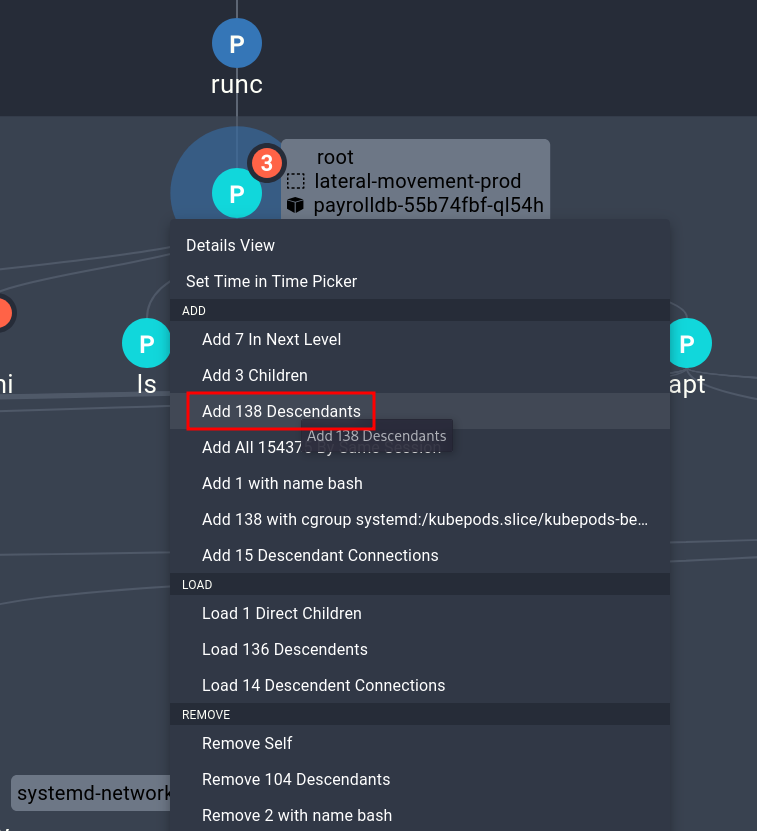 P
runc
3
root
P
lateral-movement-prod
payrolldb-55b74fbf-ql54h
Details View
Set Time in Time Picker
ADD
Add 7 In Next Level
P
P
Add 3 Children
ls
apt
Add 138 Descendants
Add 138 Descendants
Add All 154375 By Same Session
Add 1 with name bash
Add 138 with cgroup systemd:/kubepods.slice/kubepods-be…
Add 15 Descendant Connections
LOAD
Load 1 Direct Children
Load 136 Descendents
Load 14 Descendent Connections
REMOVE
Remove Self
Remove 104 Descendants
systemd-network
Remove 2 with name bash